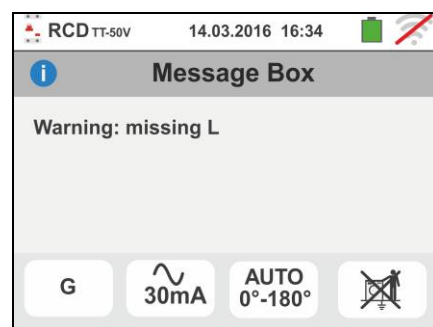 RCD TT-50V 14.03.2016 16:34
i Message Box
Warning: missing L
G 30mA AUTO 0°-180°